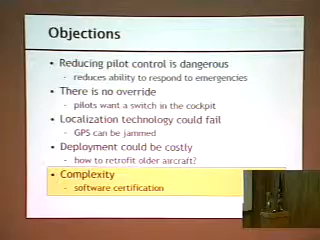 Objections
• Reducing pilot control is dangerous
- reduces ability to respond to emergencies
• There is no override
- pilots want a switch in the cockpit
• Localization technology could fail
- GPS can be jammed
• Deployment could be costly
- how to retrofit older aircraft?
• Complexity
- software certification